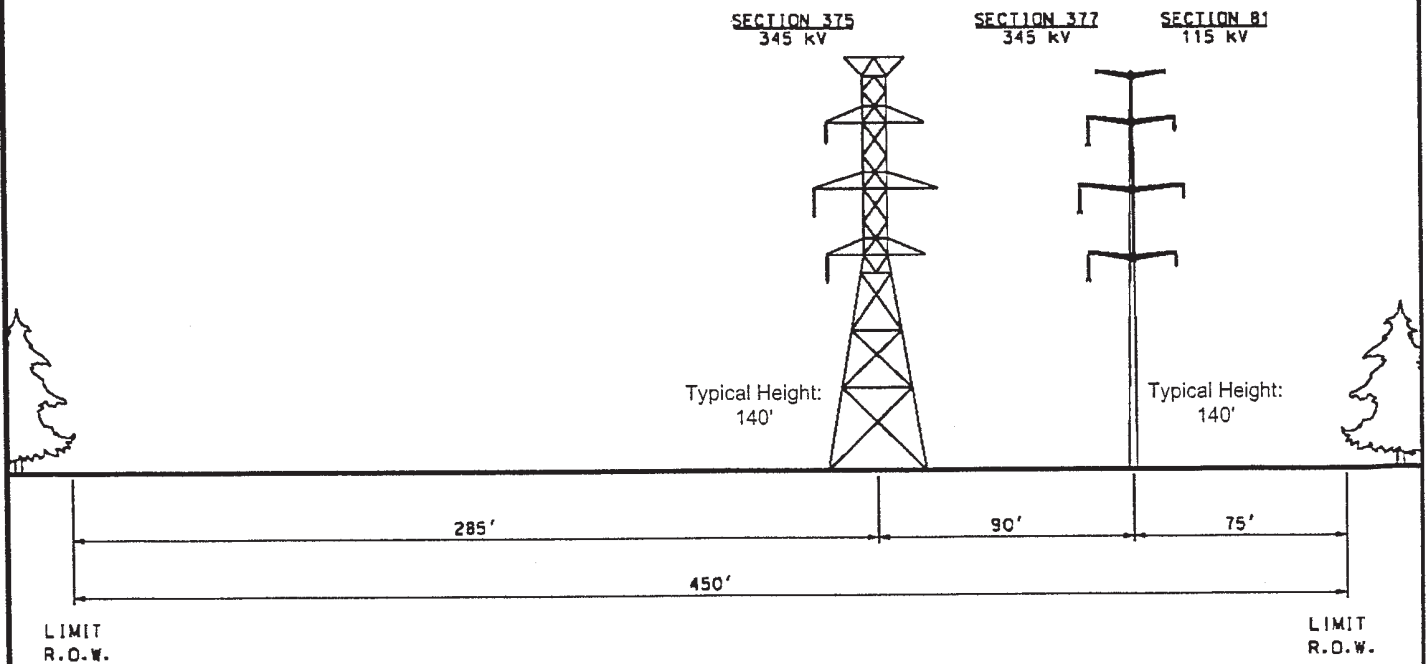 SECTION 375
345 kV
SECTION 377
345 kV
SECTION 81
115 kV
Typical Height:
140'
Typical Height:
140'
285'
90'
75'
450'
LIMIT
R.O.W.
LIMIT
R.O.W.